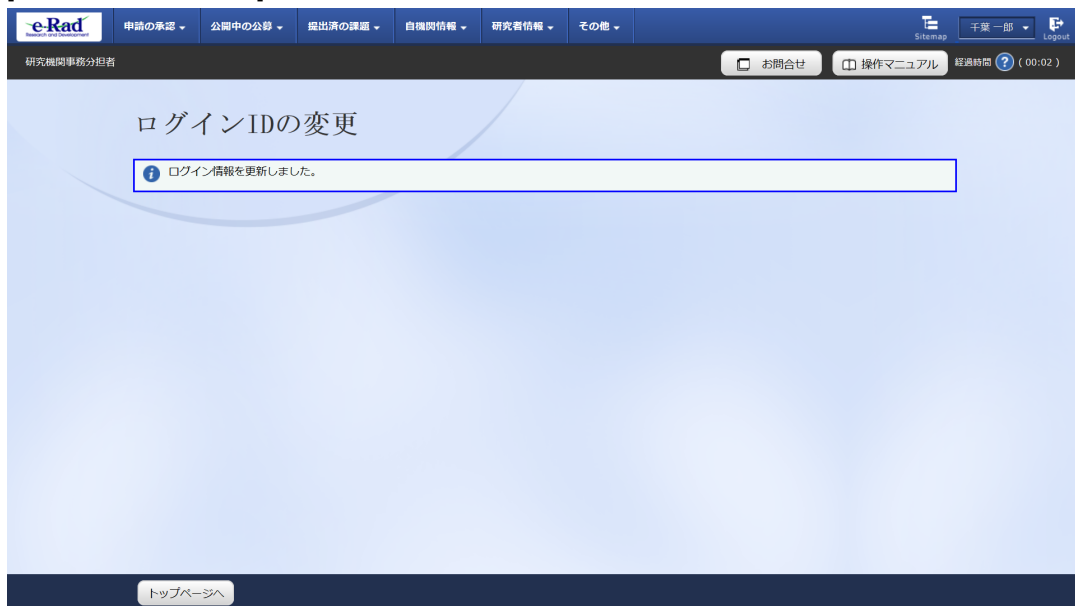 e-Rad
Research and Development
申請の承認
公開中の公募
提出済の課題
自機関情報
研究者情報
その他
Sitemap
千葉 一郎
Logout
研究機関事務分担者
お問合せ
操作マニュアル
経過時間 ? ( 00:02 )
ログインIDの変更
i ログイン情報を更新しました。
トップページへ